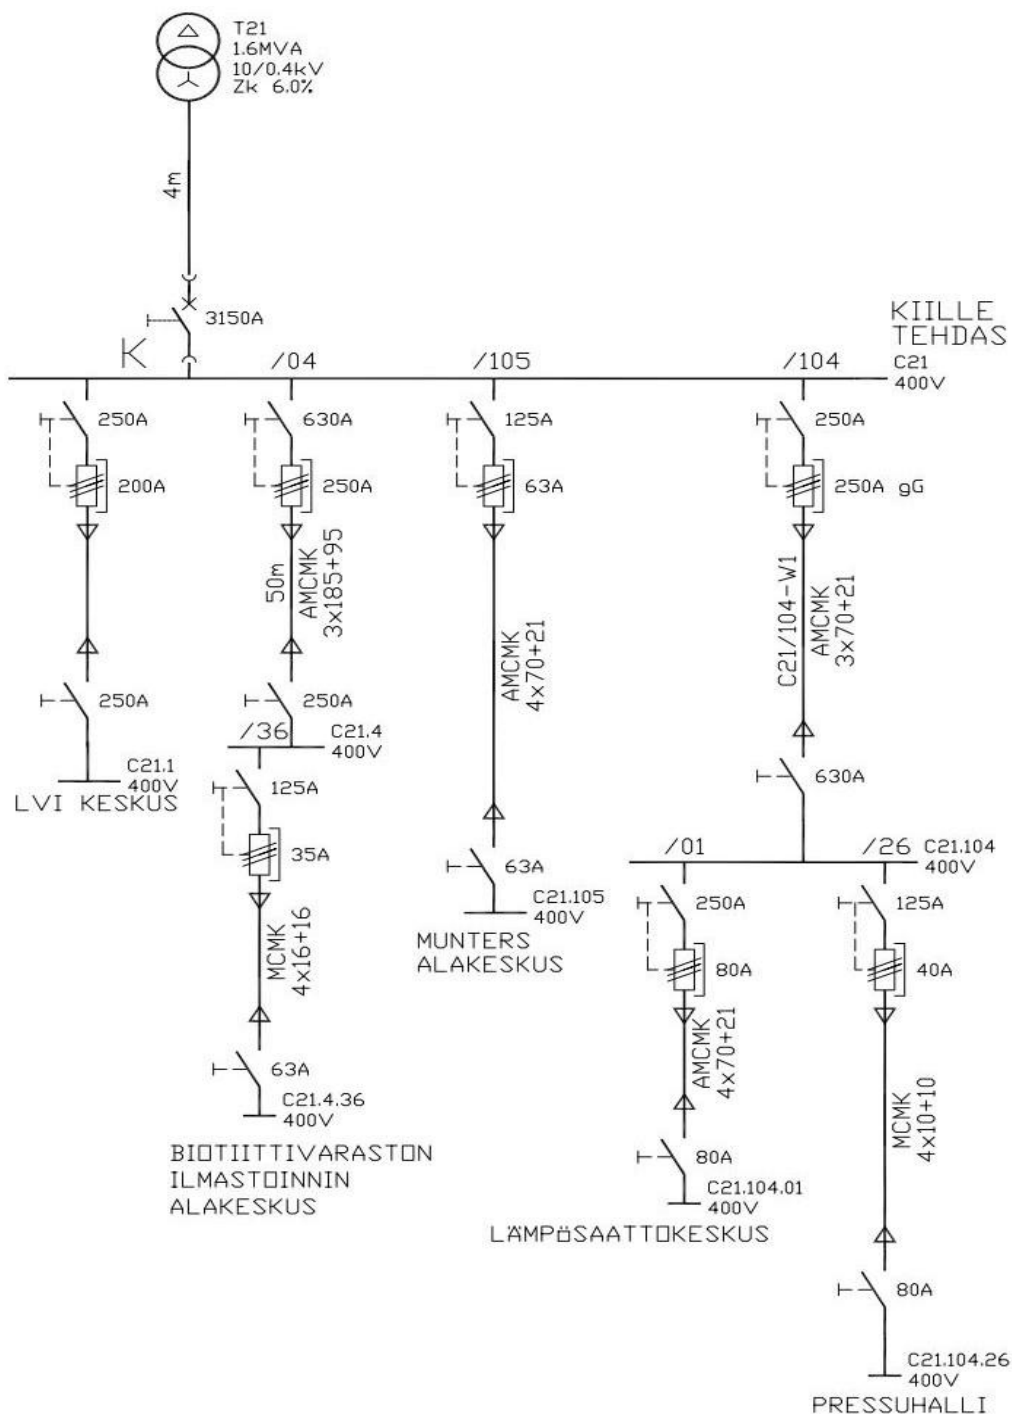 T21
1.6MVA
10/0.4kV
Zk 6.0%
4m
3150A
KIILLE
TEHDAS
K
/04
/105
/104
C21
400V
250A
630A
125A
250A
200A
250A
63A
250A gG
50m
AMCMK
3x185+95
AMCMK
4x70+21
C21/104-W1
AMCMK
3x70+21
250A
250A
C21.1
400V
LVI KESKUS
/36
C21.4
400V
125A
35A
MCMK
4x16+16
63A
C21.4.36
400V
BIOTIITTIVARASTON
ILMASTOINNIN
ALAKESKUS
63A
C21.105
400V
MUNTERS
ALAKESKUS
630A
/01
/26
C21.104
400V
250A
125A
80A
40A
AMCMK
4x70+21
MCMK
4x10+10
80A
C21.104.01
400V
LÄMPöSAATTOKESKUS
80A
C21.104.26
400V
PRESSUHALLI